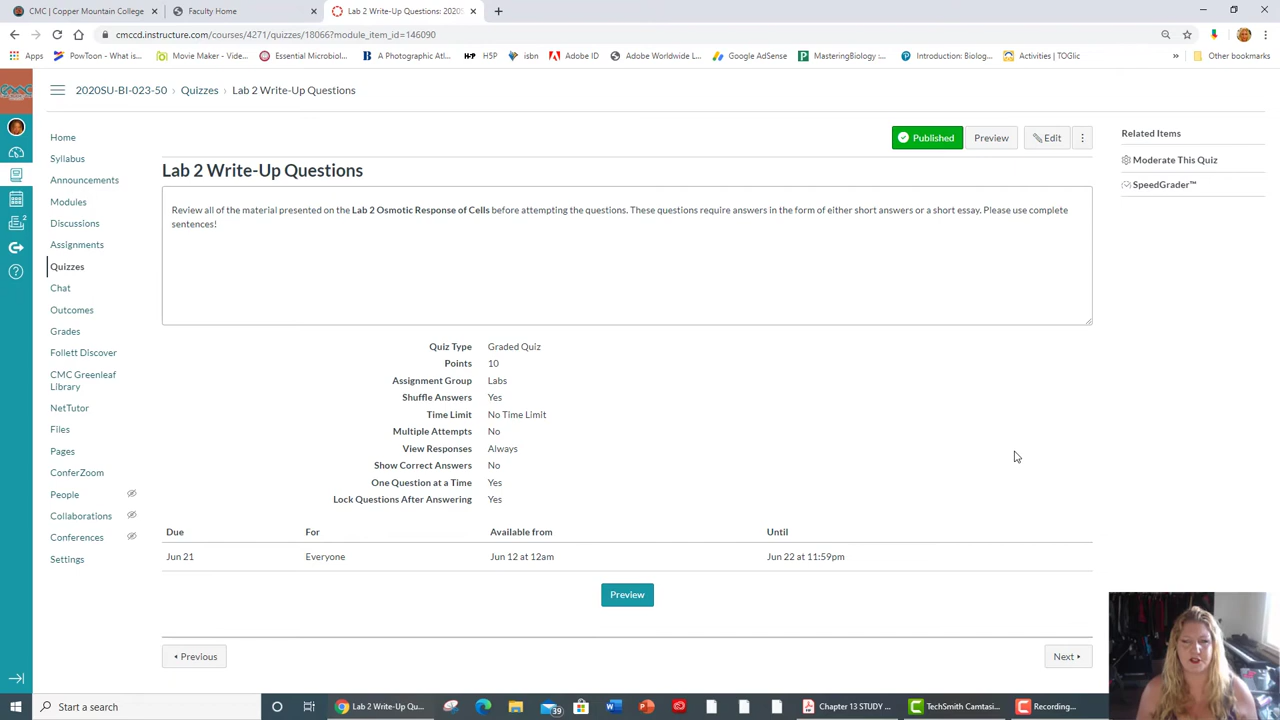 CMC | Copper Mountain College
Faculty Home
Lab 2 Write-Up Questions: 2020S
cmccd.instructure.com/courses/4271/quizzes/18066?module_item_id=146090
Apps
PowToon - What is...
Movie Maker - Vide...
Essential Microbiol...
A Photographic Atl...
H5P
isbn
Adobe ID
Adobe Worldwide L...
Google AdSense
MasteringBiology:...
Introduction: Biolog...
Activities | TOGlic
»
Other bookmarks
2020SU-BI-023-50 › Quizzes › Lab 2 Write-Up Questions
Home
Syllabus
Announcements
Modules
Discussions
Assignments
Quizzes
Chat
Outcomes
Grades
Follett Discover
CMC Greenleaf
Library
NetTutor
Files
Pages
ConferZoom
People
Collaborations
Conferences
Settings
2
Published
Preview
Edit
Related Items
Moderate This Quiz
SpeedGrader™
Lab 2 Write-Up Questions
Review all of the material presented on the Lab 2 Osmotic Response of Cells before attempting the questions. These questions require answers in the form of either short answers or a short essay. Please use complete
sentences!
Quiz Type Graded Quiz
Points 10
Assignment Group Labs
Shuffle Answers Yes
Time Limit No Time Limit
Multiple Attempts No
View Responses Always
Show Correct Answers No
One Question at a Time Yes
Lock Questions After Answering Yes
Due For Available from Until
Jun 21 Everyone Jun 12 at 12am Jun 22 at 11:59pm
Preview
Previous
Next
Start a search
Lab 2 Write-Up Qu...
39
Chapter 13 STUDY ...
TechSmith Camtasi...
Recording...